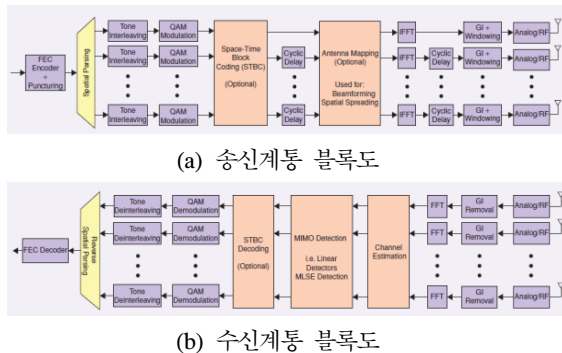 FEC
Encoder
+
Puncturing
Spatial Parsing
Tone
Interleaving
QAM
Modulation
Tone
Interleaving
QAM
Modulation
Tone
Interleaving
QAM
Modulation
Space-Time
Block
Coding (STBC)
(Optional)
Cyclic
Delay
Cyclic
Delay
Antenna Mapping
(Optional)
Used for:
Beamforming
Spatial Spreading
IFFT
GI +
Windowing
Analog/RF
IFFT
Cyclic
Delay
GI +
Windowing
Analog/RF
IFFT
Cyclic
Delay
GI +
Windowing
Analog/RF
(a) 송신계통 블록도
FEC Decoder
Reverse
Spatial Parsing
Tone
Deinterleaving
QAM
Demodulation
Tone
Deinterleaving
QAM
Demodulation
Tone
Deinterleaving
QAM
Demodulation
STBC
Decoding
(Optional)
MIMO Detection
i.e. Linear
Detectors
MLSE Detection
Channel
Estimation
FFT
GI
Removal
Analog/RF
FFT
GI
Removal
Analog/RF
FFT
GI
Removal
Analog/RF
(b) 수신계통 블록도